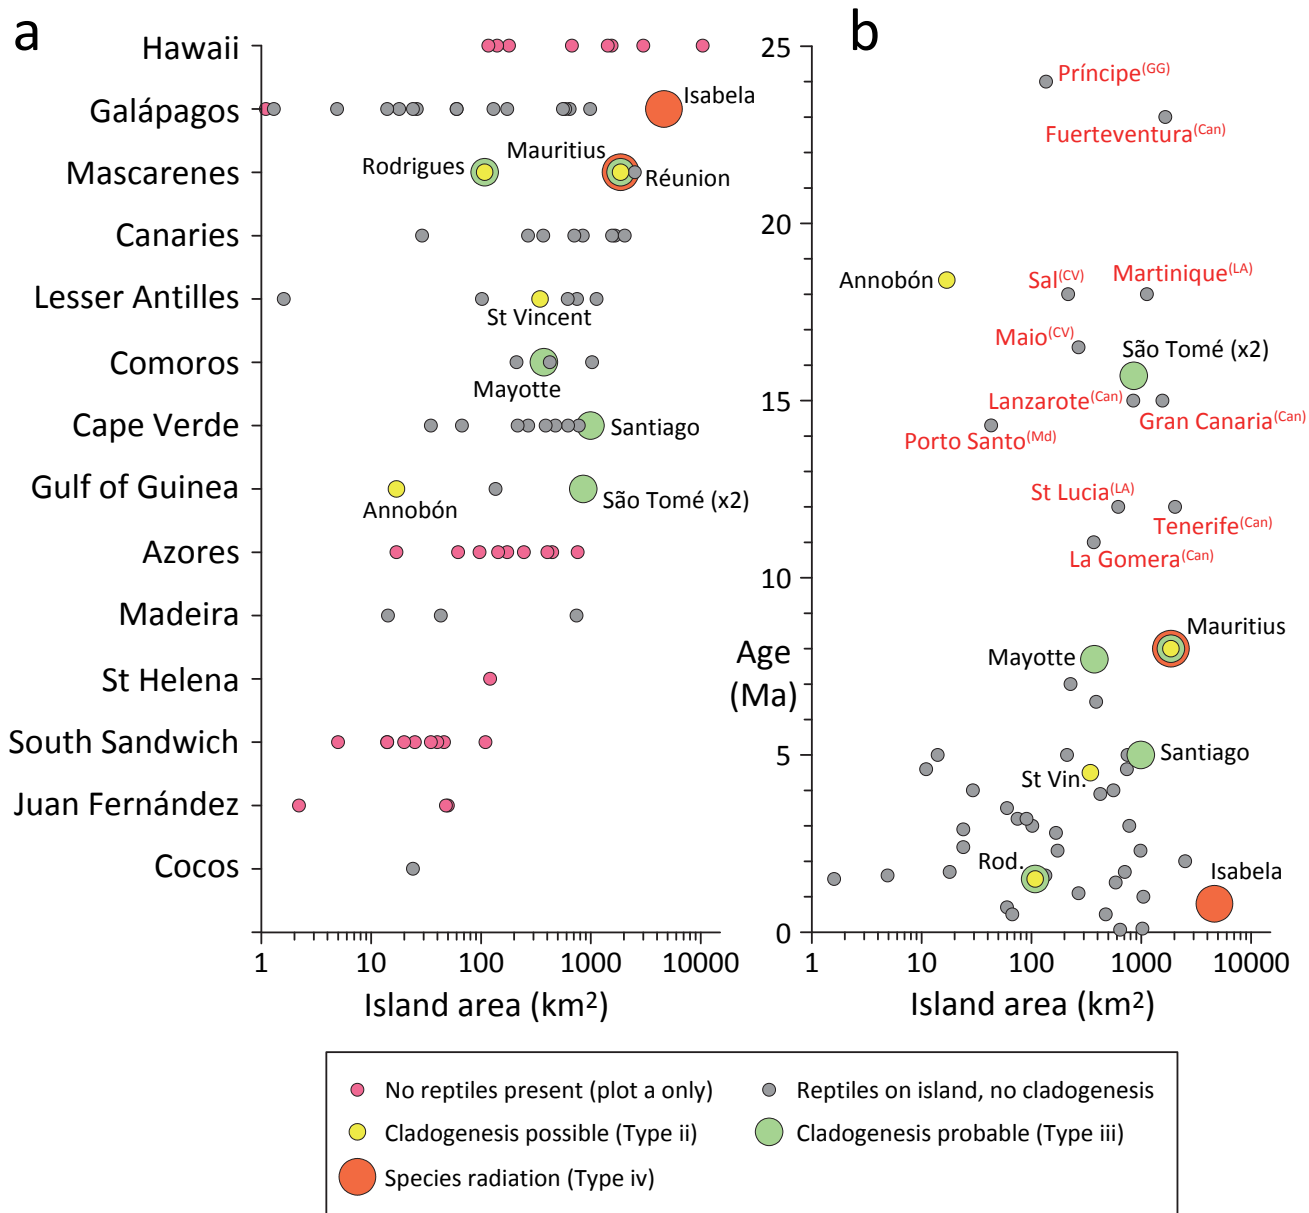 a
Hawaii
Galápagos
Mascarenes
Canaries
Lesser Antilles
Comoros
Cape Verde
Gulf of Guinea
Azores
Madeira
St Helena
South Sandwich
Juan Fernández
Cocos
Isabela
Rodrigues
Mauritius
Réunion
St Vincent
Mayotte
Santiago
Annobón
São Tomé (x2)
1 10 100 1000 10000
Island area (km²)
b
25
20
15
10
5
0
Age
(Ma)
Príncipe(GG)
Fuerteventura(Can)
Annobón
Sal(CV)
Martinique(LA)
Maio(CV)
São Tomé (x2)
Lanzarote(Can)
Gran Canaria(Can)
Porto Santo(Md)
St Lucia(LA)
Tenerife(Can)
La Gomera(Can)
Mauritius
Mayotte
Santiago
St Vin.
Rod.
Isabela
1 10 100 1000 10000
Island area (km²)
No reptiles present (plot a only)
Reptiles on island, no cladogenesis
Cladogenesis possible (Type ii)
Cladogenesis probable (Type iii)
Species radiation (Type iv)